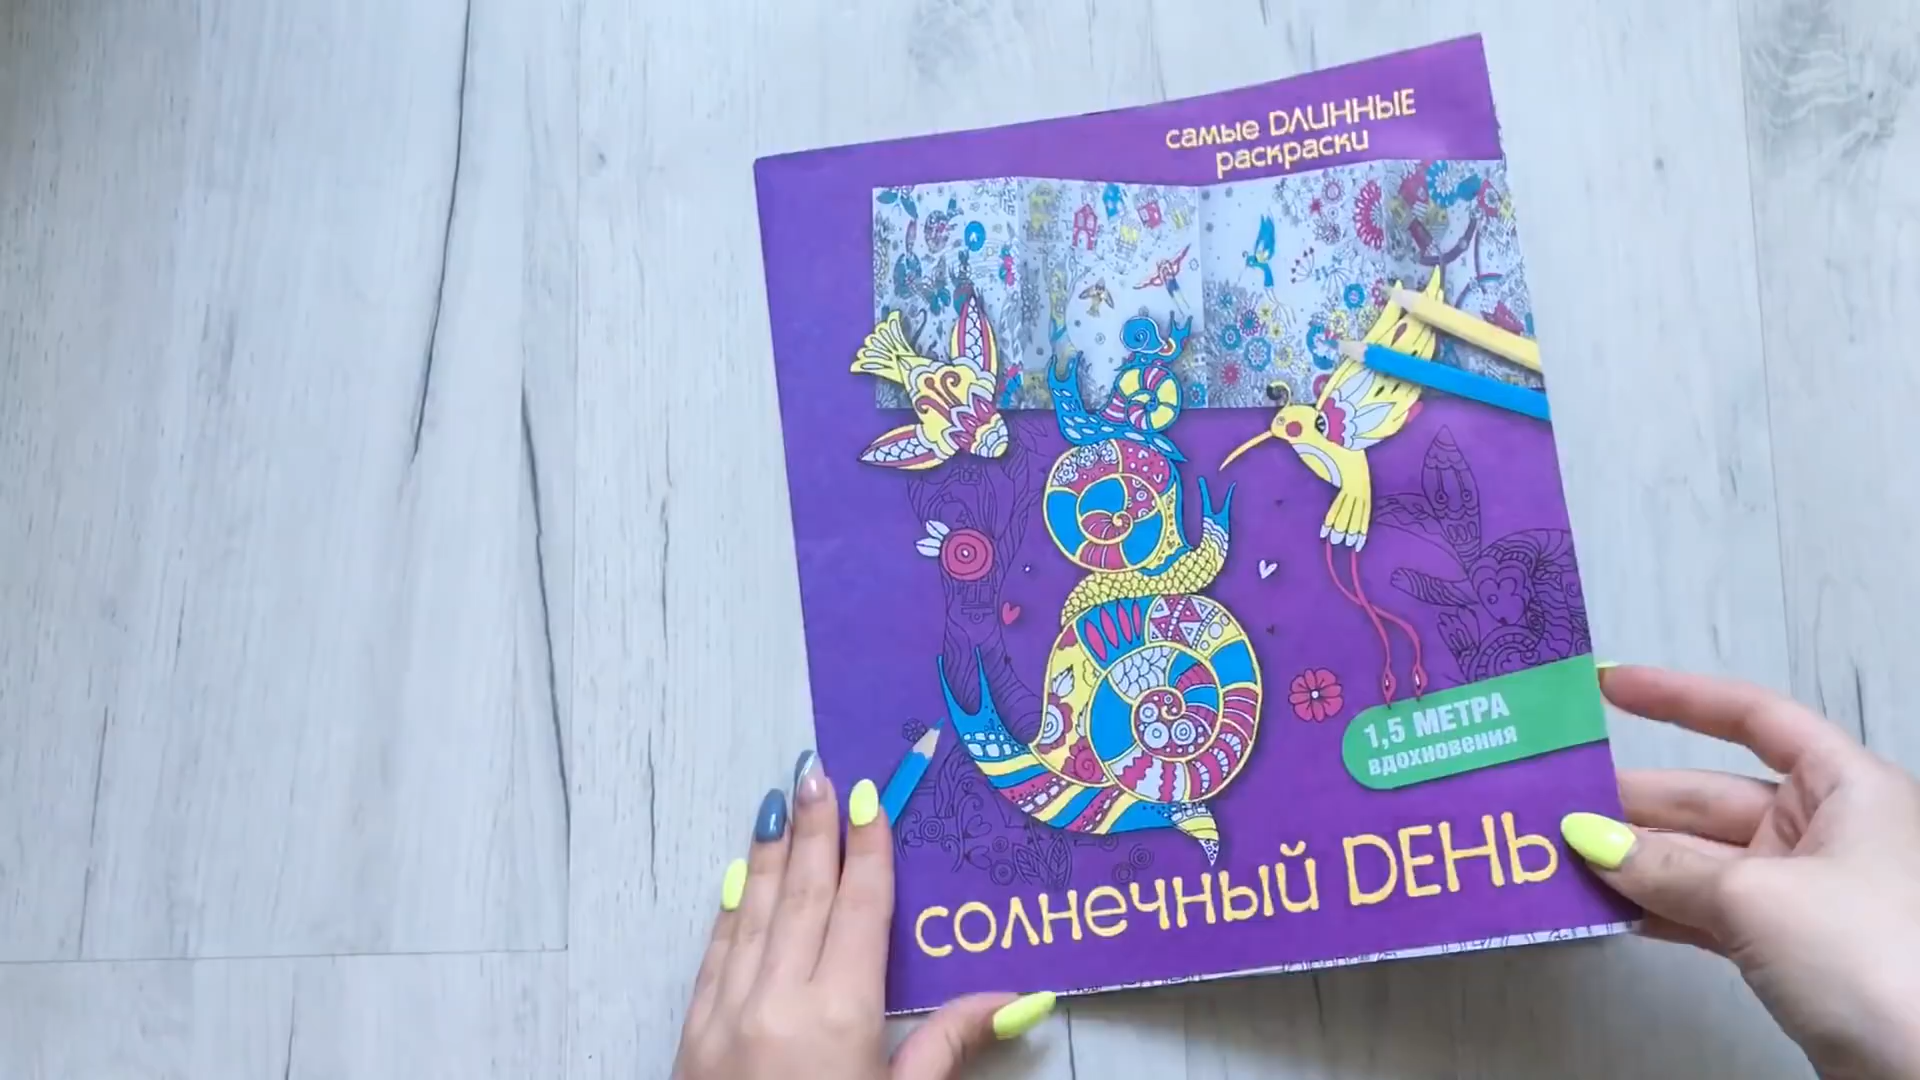 самые ДЛИННЫЕ
раскраски
1,5 МЕТРА
вдохновения
СОЛНЕЧНЫЙ ДЕНЬ